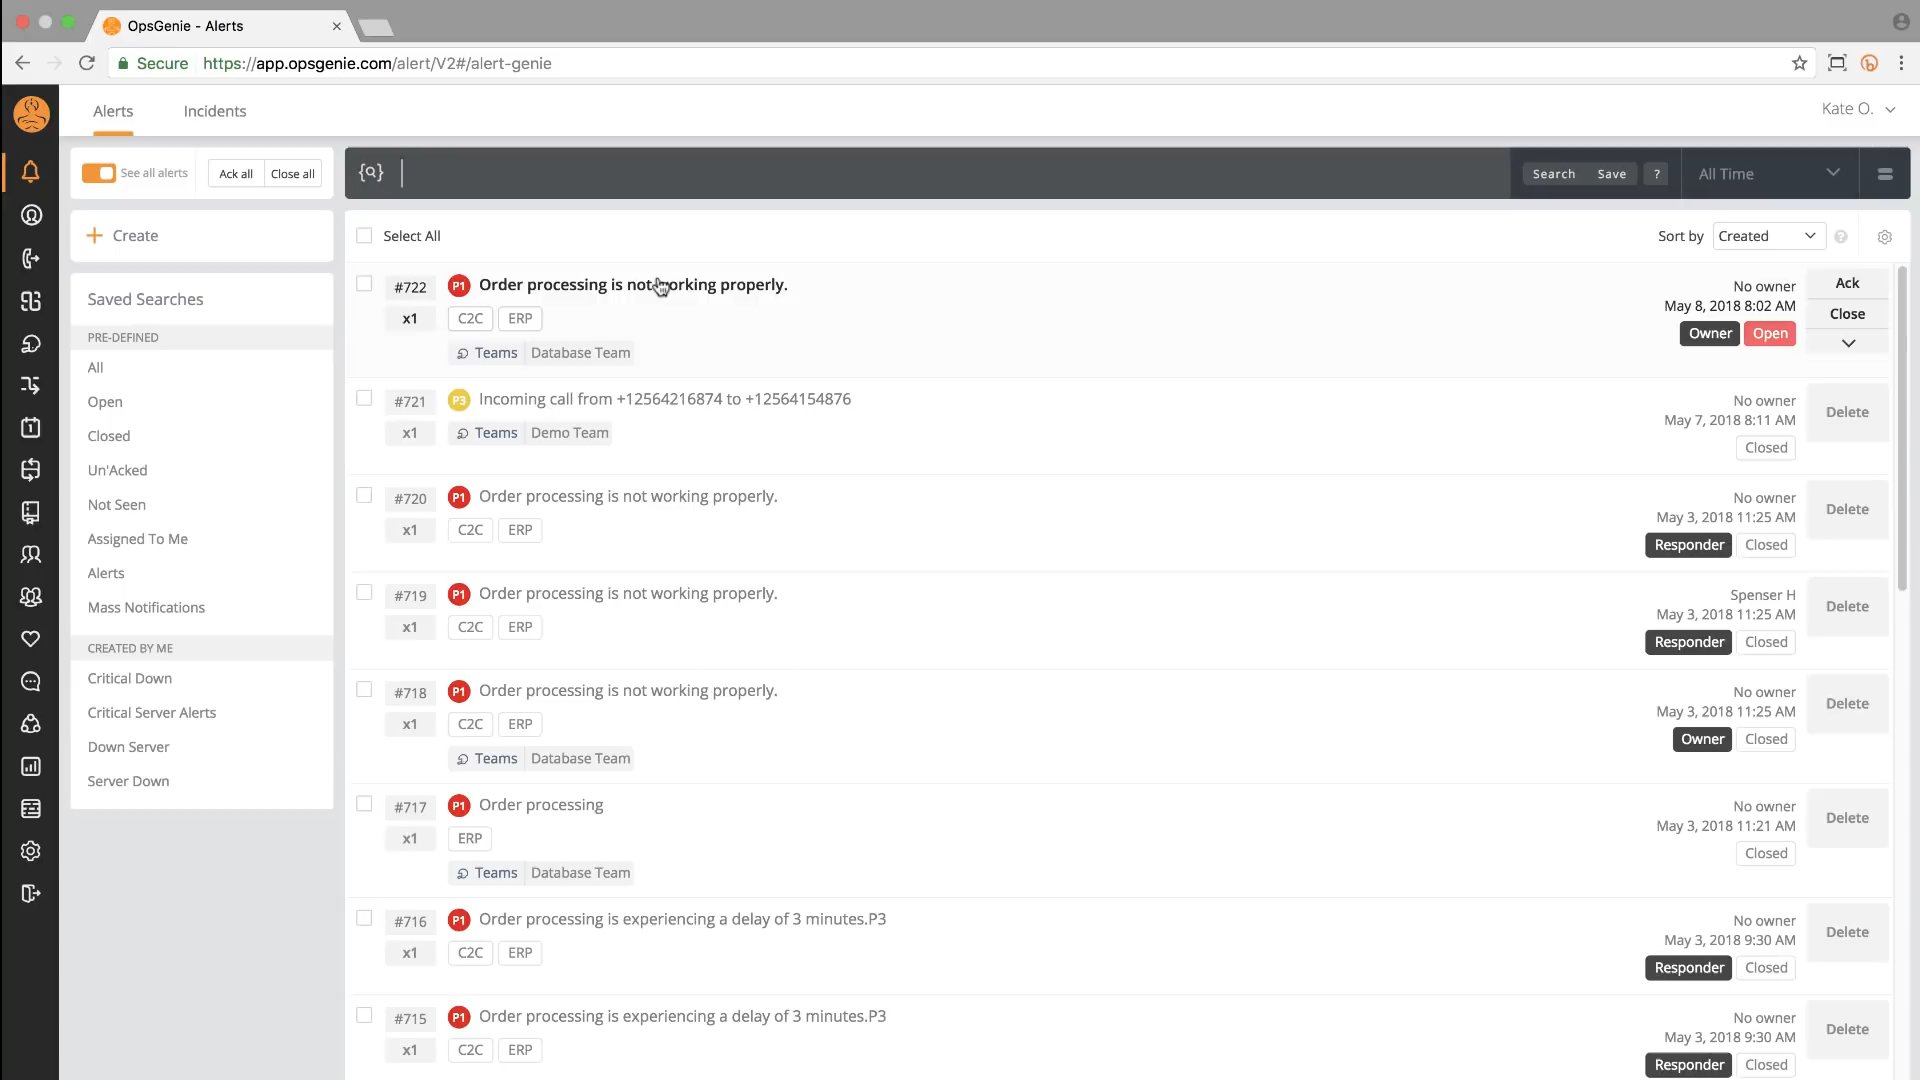 OpsGenie - Alerts
Secure https://app.opsgenie.com/alert/V2#/alert-genie
Alerts Incidents Kate O.
See all alerts Ack all Close all
Search Save ? All Time
Create
Select All Sort by Created
Saved Searches
PRE-DEFINED
All
Open
Closed
Un'Acked
Not Seen
Assigned To Me
Alerts
Mass Notifications
CREATED BY ME
Critical Down
Critical Server Alerts
Down Server
Server Down
#722 P1 Order processing is not working properly. No owner Ack
x1 C2C ERP May 8, 2018 8:02 AM Close
Owner Open
Teams Database Team
#721 P3 Incoming call from +12564216874 to +12564154876 No owner Delete
x1 Teams Demo Team May 7, 2018 8:11 AM
Closed
#720 P1 Order processing is not working properly. No owner Delete
x1 C2C ERP May 3, 2018 11:25 AM
Responder Closed
#719 P1 Order processing is not working properly. Spenser H Delete
x1 C2C ERP May 3, 2018 11:25 AM
Responder Closed
#718 P1 Order processing is not working properly. No owner Delete
x1 C2C ERP May 3, 2018 11:25 AM
Owner Closed
Teams Database Team
#717 P1 Order processing No owner Delete
x1 ERP May 3, 2018 11:21 AM
Closed
Teams Database Team
#716 P1 Order processing is experiencing a delay of 3 minutes.P3 No owner Delete
x1 C2C ERP May 3, 2018 9:30 AM
Responder Closed
#715 P1 Order processing is experiencing a delay of 3 minutes.P3 No owner Delete
x1 C2C ERP May 3, 2018 9:30 AM
Responder Closed